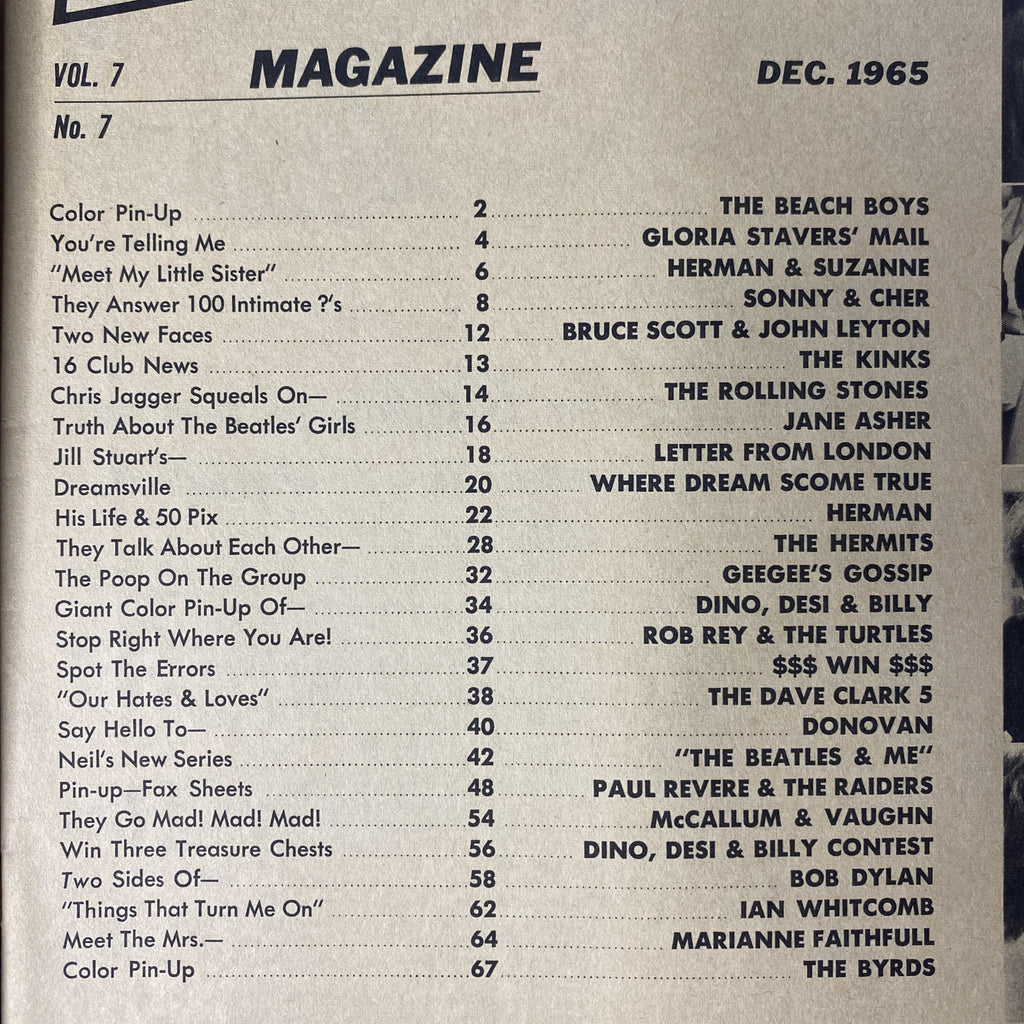 VOL. 7 MAGAZINE DEC. 1965
No. 7
Color Pin-Up 2 THE BEACH BOYS
You're Telling Me 4 GLORIA STAVERS' MAIL
"Meet My Little Sister" 6 HERMAN & SUZANNE
They Answer 100 Intimate ?'s 8 SONNY & CHER
Two New Faces 12 BRUCE SCOTT & JOHN LEYTON
16 Club News 13 THE KINKS
Chris Jagger Squeals On— 14 THE ROLLING STONES
Truth About The Beatles' Girls 16 JANE ASHER
Jill Stuart's— 18 LETTER FROM LONDON
Dreamsville 20 WHERE DREAM SCOME TRUE
His Life & 50 Pix 22 HERMAN
They Talk About Each Other— 28 THE HERMITS
The Poop On The Group 32 GEEGEE'S GOSSIP
Giant Color Pin-Up Of— 34 DINO, DESI & BILLY
Stop Right Where You Are! 36 ROB REY & THE TURTLES
Spot The Errors 37 $$$ WIN $$$
"Our Hates & Loves" 38 THE DAVE CLARK 5
Say Hello To— 40 DONOVAN
Neil's New Series 42 "THE BEATLES & ME"
Pin-up—Fax Sheets 48 PAUL REVERE & THE RAIDERS
They Go Mad! Mad! Mad! 54 McCALLUM & VAUGHN
Win Three Treasure Chests 56 DINO, DESI & BILLY CONTEST
Two Sides Of— 58 BOB DYLAN
"Things That Turn Me On" 62 IAN WHITCOMB
Meet The Mrs.— 64 MARIANNE FAITHFULL
Color Pin-Up 67 THE BYRDS